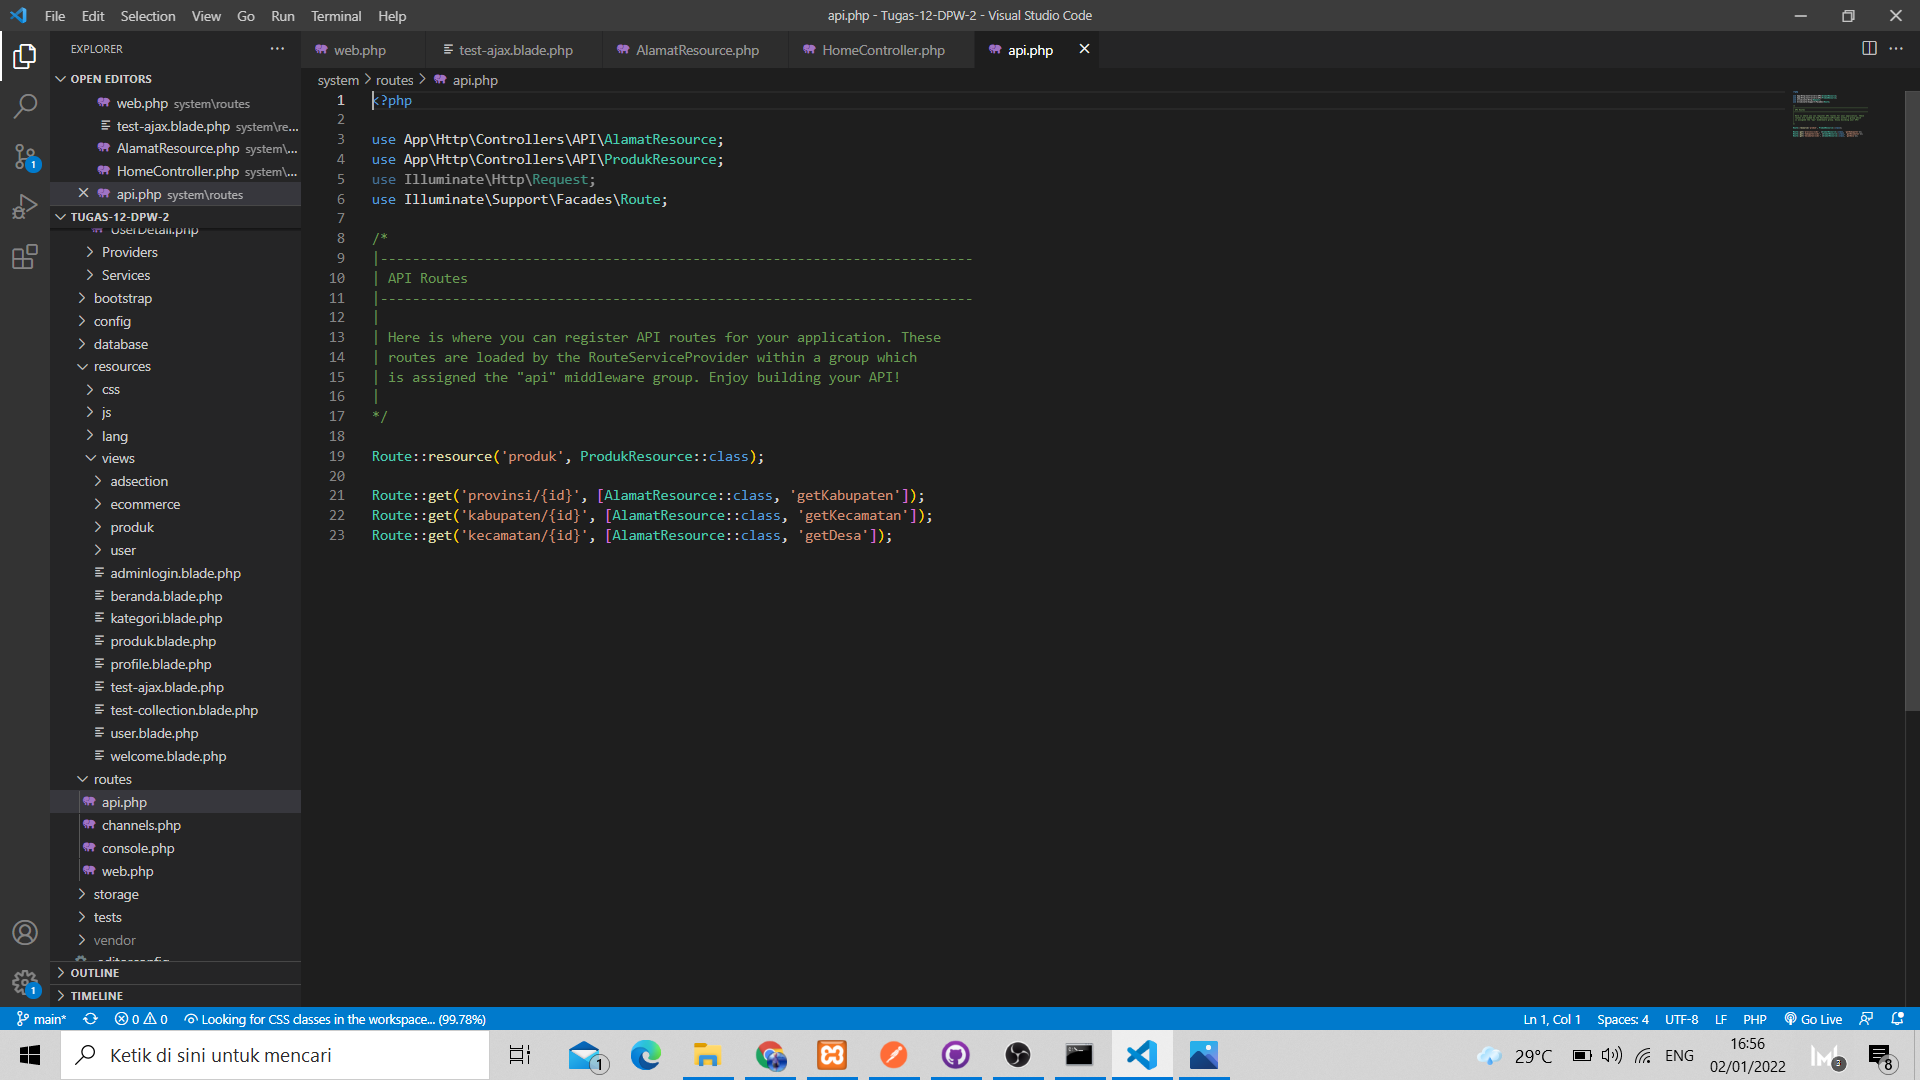 File Edit Selection View Go Run Terminal Help
api.php - Tugas-12-DPW-2 - Visual Studio Code
EXPLORER
web.php
test-ajax.blade.php
AlamatResource.php
HomeController.php
api.php
OPEN EDITORS
web.php system\routes
test-ajax.blade.php system\re...
AlamatResource.php system\...
HomeController.php system\...
api.php system\routes
TUGAS-12-DPW-2
UserDetail.php
Providers
Services
bootstrap
config
database
resources
css
js
lang
views
adsection
ecommerce
produk
user
adminlogin.blade.php
beranda.blade.php
kategori.blade.php
produk.blade.php
profile.blade.php
test-ajax.blade.php
test-collection.blade.php
user.blade.php
welcome.blade.php
routes
api.php
channels.php
console.php
web.php
storage
tests
vendor
.editorconfig
OUTLINE
TIMELINE
1
1
system > routes > api.php
1 <?php
2
3 use App\Http\Controllers\API\AlamatResource;
4 use App\Http\Controllers\API\ProdukResource;
5 use Illuminate\Http\Request;
6 use Illuminate\Support\Facades\Route;
7
8 /*
9 |--------------------------------------------------------------------------
10 | API Routes
11 |--------------------------------------------------------------------------
12 |
13 | Here is where you can register API routes for your application. These
14 | routes are loaded by the RouteServiceProvider within a group which
15 | is assigned the "api" middleware group. Enjoy building your API!
16 |
17 */
18
19 Route::resource('produk', ProdukResource::class);
20
21 Route::get('provinsi/{id}', [AlamatResource::class, 'getKabupaten']);
22 Route::get('kabupaten/{id}', [AlamatResource::class, 'getKecamatan']);
23 Route::get('kecamatan/{id}', [AlamatResource::class, 'getDesa']);
main* 0 0 Looking for CSS classes in the workspace... (99.78%)
Ln 1, Col 1 Spaces: 4 UTF-8 LF PHP Go Live
Ketik di sini untuk mencari
1
29°C
ENG
16:56
02/01/2022
3
8